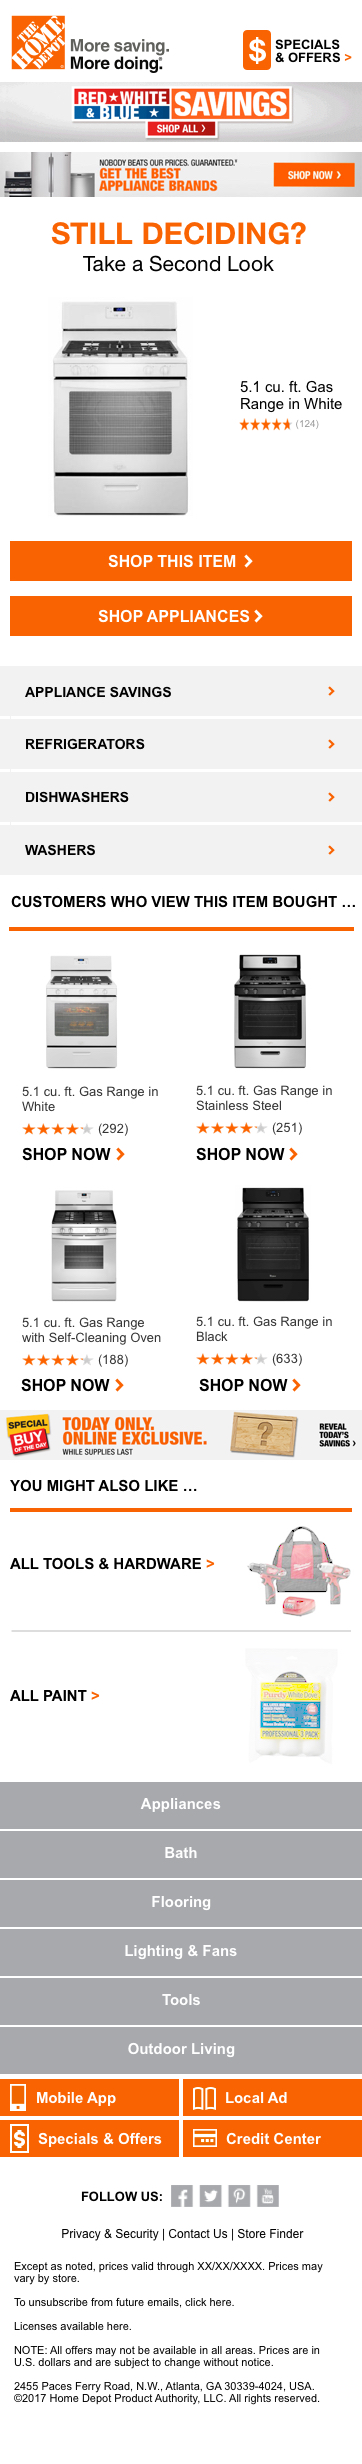 THE
HOME
DEPOT
More saving.
More doing.
SPECIALS
& OFFERS >
RED★WHITE
& BLUE ★
SAVINGS
SHOP ALL
NOBODY BEATS OUR PRICES. GUARANTEED.*
GET THE BEST
APPLIANCE BRANDS
SHOP NOW
STILL DECIDING?
Take a Second Look
5.1 cu. ft. Gas
Range in White
(124)
SHOP THIS ITEM
SHOP APPLIANCES
APPLIANCE SAVINGS
REFRIGERATORS
DISHWASHERS
WASHERS
CUSTOMERS WHO VIEW THIS ITEM BOUGHT ...
5.1 cu. ft. Gas Range in
White
(292)
SHOP NOW
5.1 cu. ft. Gas Range in
Stainless Steel
(251)
SHOP NOW
5.1 cu. ft. Gas Range
with Self-Cleaning Oven
(188)
SHOP NOW
5.1 cu. ft. Gas Range in
Black
(633)
SHOP NOW
SPECIAL
BUY
OF THE DAY
TODAY ONLY.
ONLINE EXCLUSIVE.
WHILE SUPPLIES LAST
?
REVEAL
TODAY'S
SAVINGS ›
YOU MIGHT ALSO LIKE ...
ALL TOOLS & HARDWARE >
ALL PAINT >
Purdy White Dove
PROFESSIONAL 3 PACK
Appliances
Bath
Flooring
Lighting & Fans
Tools
Outdoor Living
Mobile App
Local Ad
Specials & Offers
Credit Center
FOLLOW US:
Privacy & Security | Contact Us | Store Finder
Except as noted, prices valid through XX/XX/XXXX. Prices may
vary by store.
To unsubscribe from future emails, click here.
Licenses available here.
NOTE: All offers may not be available in all areas. Prices are in
U.S. dollars and are subject to change without notice.
2455 Paces Ferry Road, N.W., Atlanta, GA 30339-4024, USA.
©2017 Home Depot Product Authority, LLC. All rights reserved.